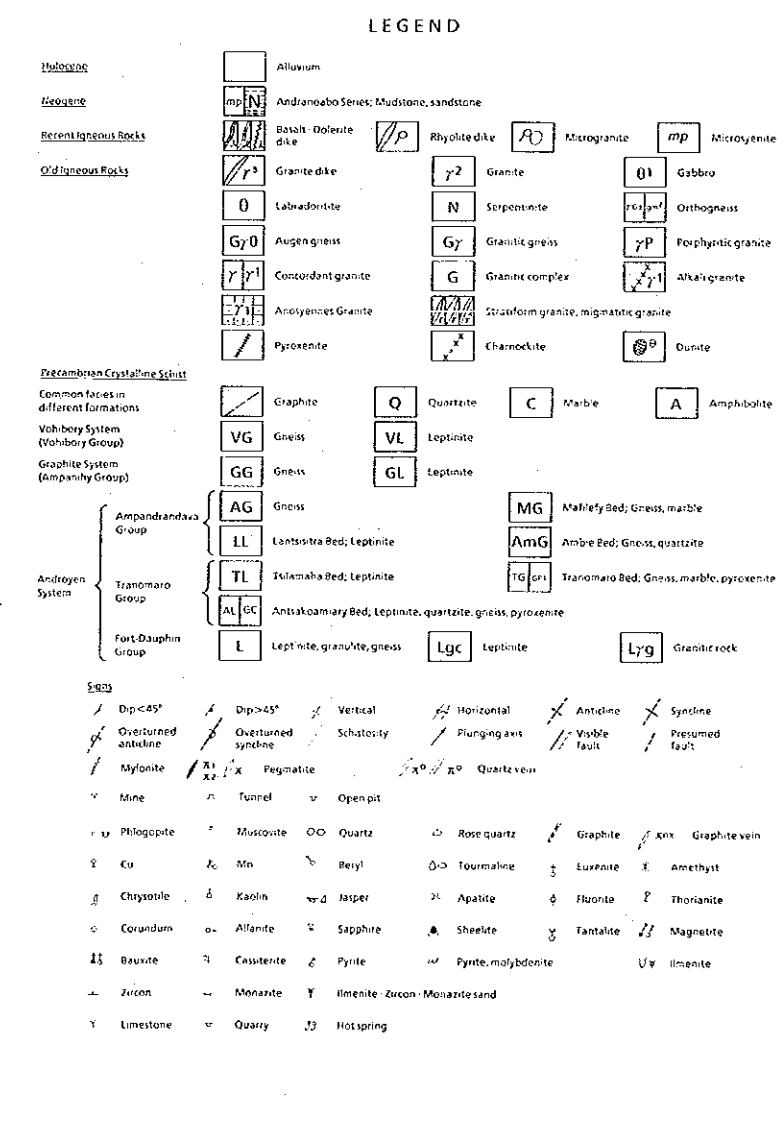 LEGEND
Holocene Alluvium
Neogene mp N Andranoabo Series; Mudstone, sandstone
Recent Igneous Rocks Basalt · Dolerite dike Rhyolite dike Microgranite mp Microsyenite
Old Igneous Rocks Granite dike γ2 Granite Gabbro
θ Labradoritite N Serpentinite Orthogneiss
Gγ0 Augen gneiss Gγ Granitic gneiss γP Porphyritic granite
γ γ1 Concordant granite G Granitic complex γ1 Alkali granite
Anosyennes Granite Stratiform granite, migmatitic granite
Pyroxenite Charnockite Dunite
Precambrian Crystalline Schist
Common facies in different formations Graphite Q Quartzite C Marble A Amphibolite
Vohibory System (Vohibory Group) VG Gneiss VL Leptinite
Graphite System (Ampanihy Group) GG Gneiss GL Leptinite
Androyen System
Ampandrandava Group AG Gneiss MG Mafilefy Bed; Gneiss, marble
LL Lantsitra Bed; Leptinite AmG Ambre Bed; Gneiss, quartzite
Tranomaro Group TL Tsilamaha Bed; Leptinite TG Tranomaro Bed; Gneiss, marble, pyroxenite
AL GC Antsakoamiary Bed; Leptinite, quartzite, gneiss, pyroxenite
Fort-Dauphin Group L Leptinite, granulite, gneiss Lgc Leptinite Lγg Granitic rock
Signs
Dip<45° Dip>45° Vertical Horizontal Anticline Syncline
Overturned anticline Overturned syncline Schistosity Plunging axis Visible fault Presumed fault
Mylonite Pegmatite Quartz vein
Mine Tunnel Open pit
Phlogopite Muscovite Quartz Rose quartz Graphite Graphite vein
Cu Mn Beryl Tourmaline Euxenite Amethyst
Chrysotile Kaolin Jasper Apatite Fluorite Thorianite
Corundum Allanite Sapphire Sheelite Tantalite Magnetite
Bauxite Cassiterite Pyrite Pyrite, molybdenite Ilmenite
Zircon Monazite Ilmenite · Zircon · Monazite sand
Limestone Quarry Hot spring